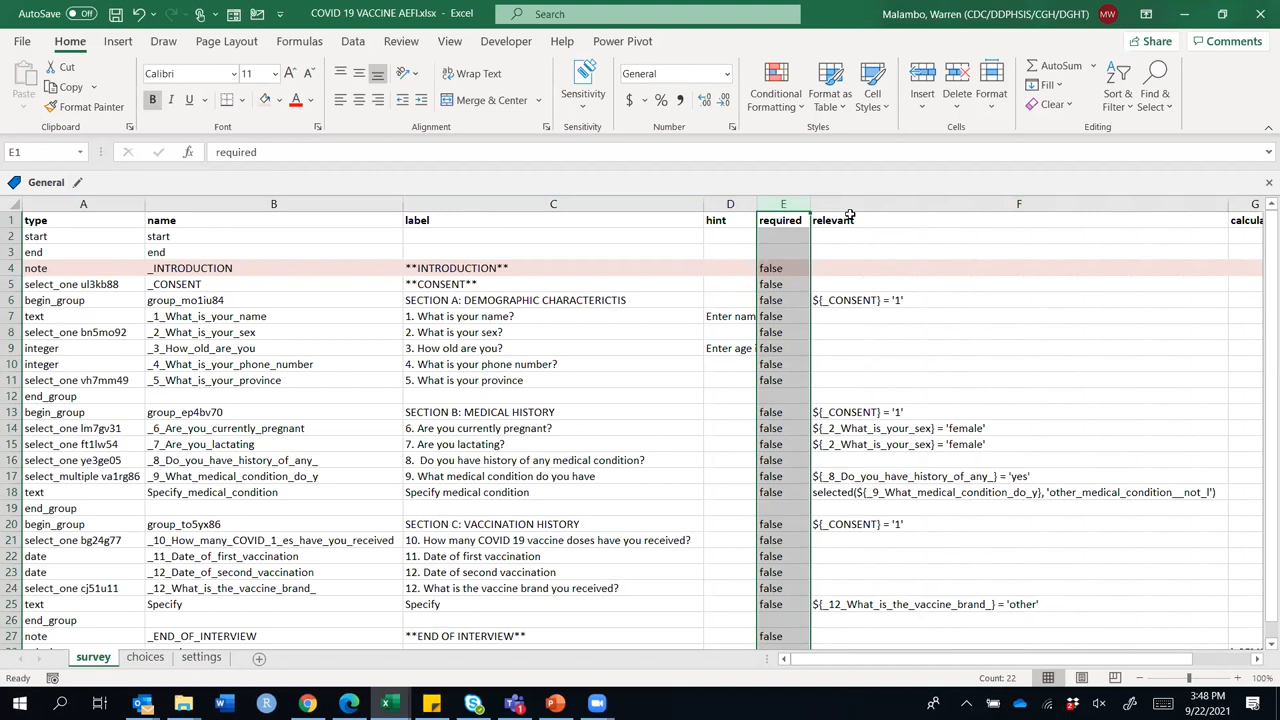 AutoSave Off COVID 19 VACCINE AEFI.xlsx - Excel Search Malambo, Warren (CDC/DDPHSIS/CGH/DGHT) MW
File Home Insert Draw Page Layout Formulas Data Review View Developer Help Power Pivot Share Comments
Paste Cut Copy Format Painter Calibri 11 B I U Wrap Text Merge & Center Sensitivity General $ % Conditional Formatting Format as Table Cell Styles Insert Delete Format AutoSum Fill Clear Sort & Filter Find & Select
Clipboard Font Alignment Sensitivity Number Styles Cells Editing
E1 fx required
General
A B C D E F G
1 type name label hint required relevant calcula
2 start start
3 end end
4 note _INTRODUCTION **INTRODUCTION** false
5 select_one ul3kb88 _CONSENT **CONSENT** false
6 begin_group group_mo1iu84 SECTION A: DEMOGRAPHIC CHARACTERICTIS false ${_CONSENT} = '1'
7 text _1_What_is_your_name 1. What is your name? Enter nam false
8 select_one bn5mo92 _2_What_is_your_sex 2. What is your sex? false
9 integer _3_How_old_are_you 3. How old are you? Enter age false
10 integer _4_What_is_your_phone_number 4. What is your phone number? false
11 select_one vh7mm49 _5_What_is_your_province 5. What is your province false
12 end_group
13 begin_group group_ep4bv70 SECTION B: MEDICAL HISTORY false ${_CONSENT} = '1'
14 select_one lm7gv31 _6_Are_you_currently_pregnant 6. Are you currently pregnant? false ${_2_What_is_your_sex} = 'female'
15 select_one ft1lw54 _7_Are_you_lactating 7. Are you lactating? false ${_2_What_is_your_sex} = 'female'
16 select_one ye3ge05 _8_Do_you_have_history_of_any_ 8.  Do you have history of any medical condition? false
17 select_multiple va1rg86 _9_What_medical_condition_do_y 9. What medical condition do you have false ${_8_Do_you_have_history_of_any_} = 'yes'
18 text Specify_medical_condition Specify medical condition false selected(${_9_What_medical_condition_do_y}, 'other_medical_condition__not_l')
19 end_group
20 begin_group group_to5yx86 SECTION C: VACCINATION HISTORY false ${_CONSENT} = '1'
21 select_one bg24g77 _10_How_many_COVID_1_es_have_you_received 10. How many COVID 19 vaccine doses have you received? false
22 date _11_Date_of_first_vaccination 11. Date of first vaccination false
23 date _12_Date_of_second_vaccination 12. Date of second vaccination false
24 select_one cj51u11 _12_What_is_the_vaccine_brand_ 12. What is the vaccine brand you received? false
25 text Specify Specify false ${_12_What_is_the_vaccine_brand_} = 'other'
26 end_group
27 note _END_OF_INTERVIEW **END OF INTERVIEW** false
survey choices settings
Ready Count: 22 100%
3:48 PM
9/22/2021